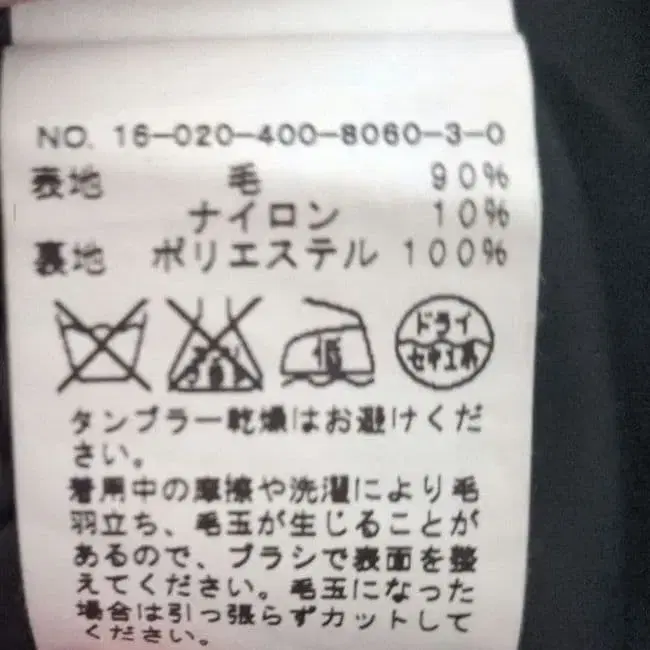 NO. 16-020-400-8060-3-0
表地 毛 90%
ナイロン 10%
裏地 ポリエステル 100%
低
ドライ
セキユ系
タンブラー乾燥はお避けくだ
さい。
着用中の摩擦や洗濯により毛
羽立ち、毛玉が生じることが
あるので、ブラシで表面を整
えてください。毛玉になった
場合は引っ張らずカットして
ください。